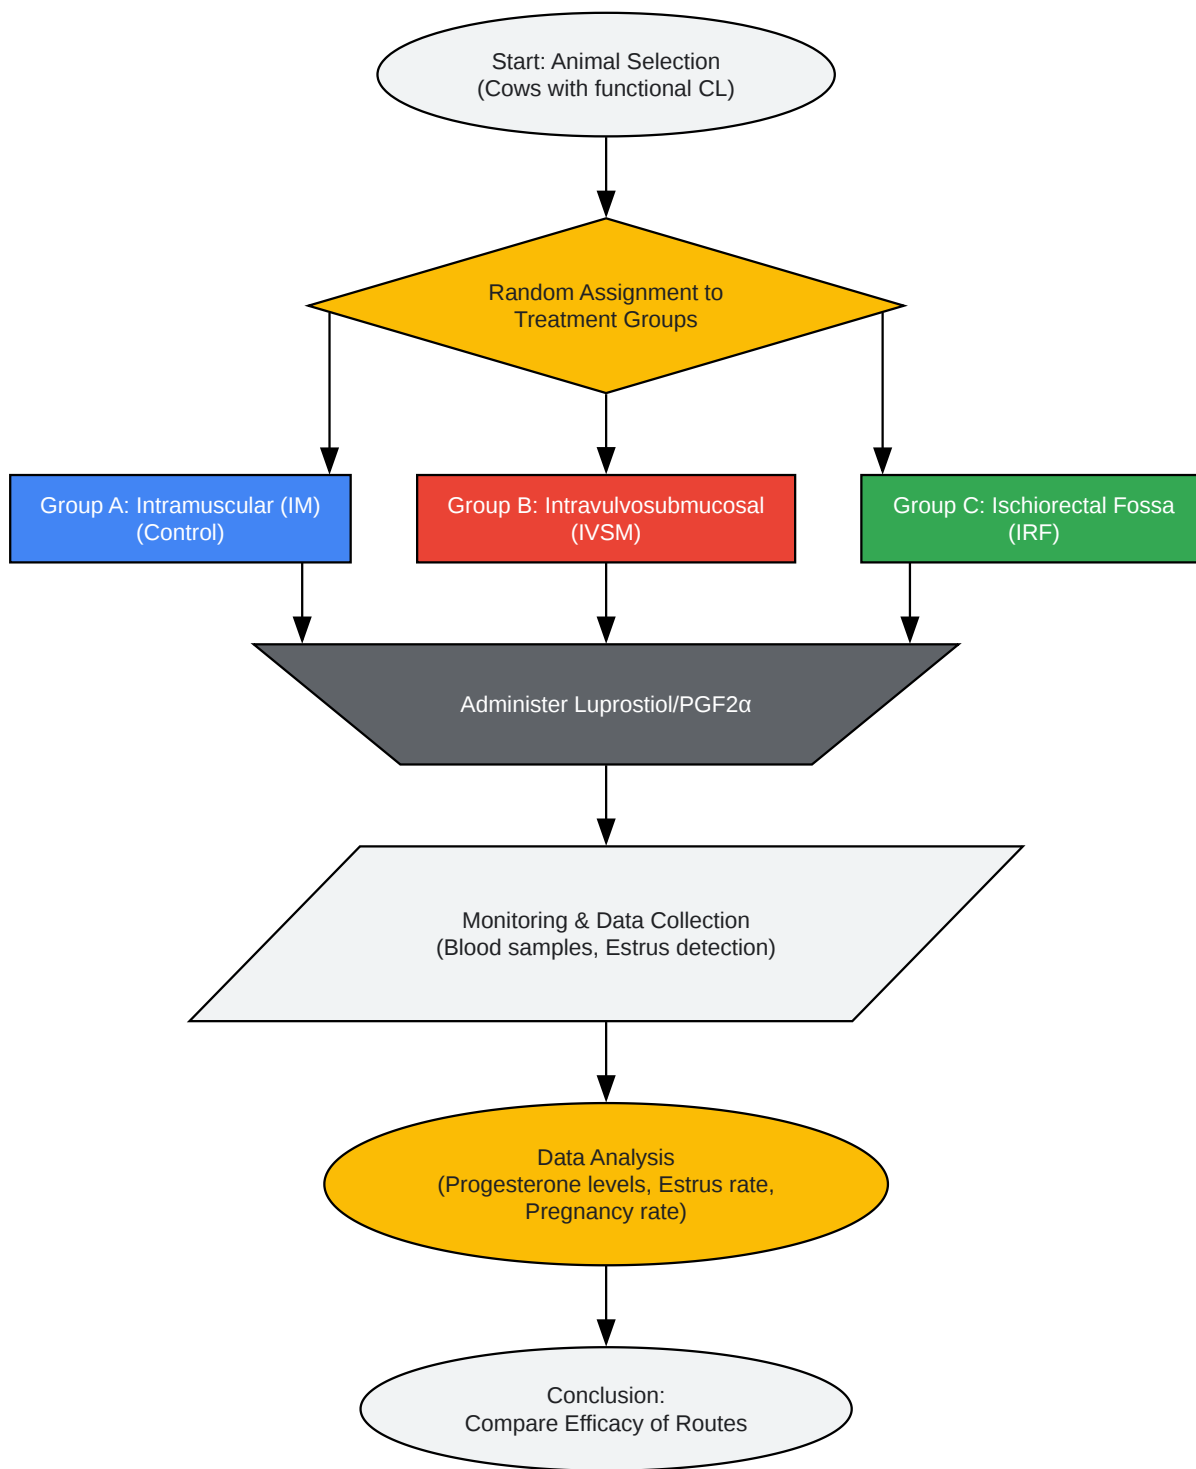 Start: Animal Selection
(Cows with functional CL)
Random Assignment to
Treatment Groups
Group A: Intramuscular (IM)
(Control)
Group B: Intravulvosubmucosal
(IVSM)
Group C: Ischiorectal Fossa
(IRF)
Administer Luprostiol/PGF2α
Monitoring & Data Collection
(Blood samples, Estrus detection)
Data Analysis
(Progesterone levels, Estrus rate,
Pregnancy rate)
Conclusion:
Compare Efficacy of Routes